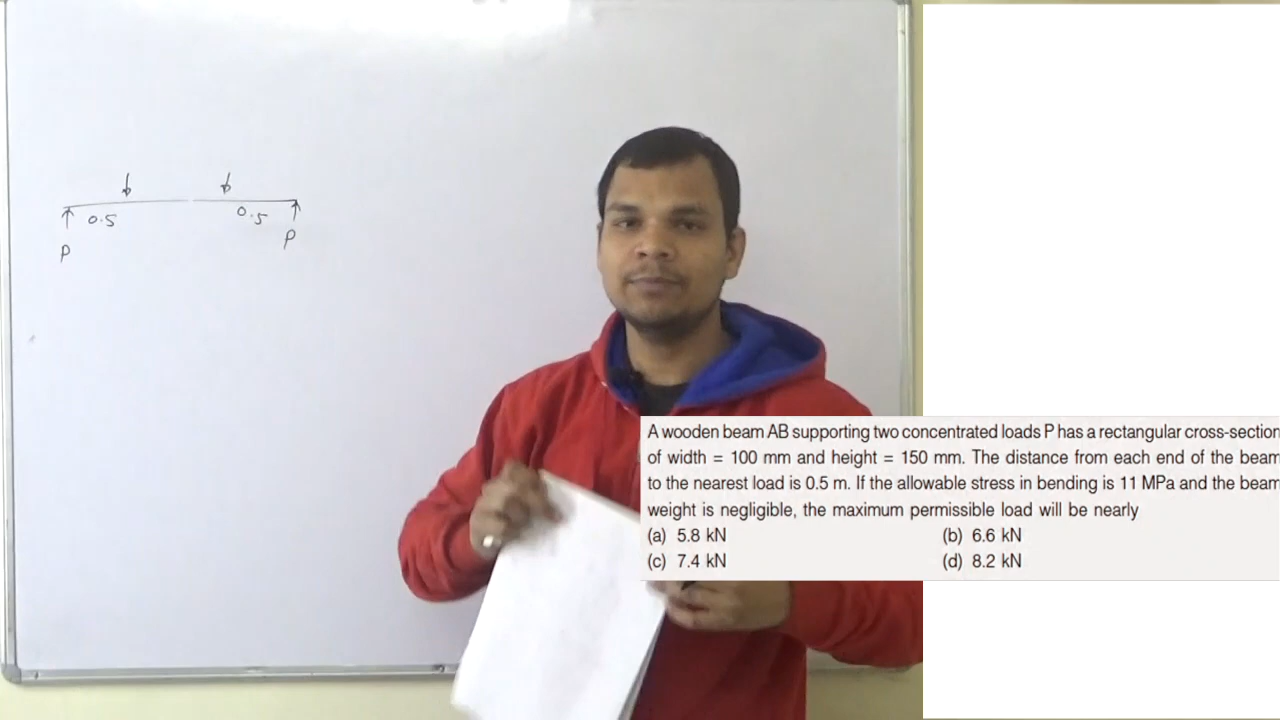 0.5
0.5
P
P
A wooden beam AB supporting two concentrated loads P has a rectangular cross-section
of width = 100 mm and height = 150 mm. The distance from each end of the beam
to the nearest load is 0.5 m. If the allowable stress in bending is 11 MPa and the beam
weight is negligible, the maximum permissible load will be nearly
(a) 5.8 kN (b) 6.6 kN
(c) 7.4 kN (d) 8.2 kN